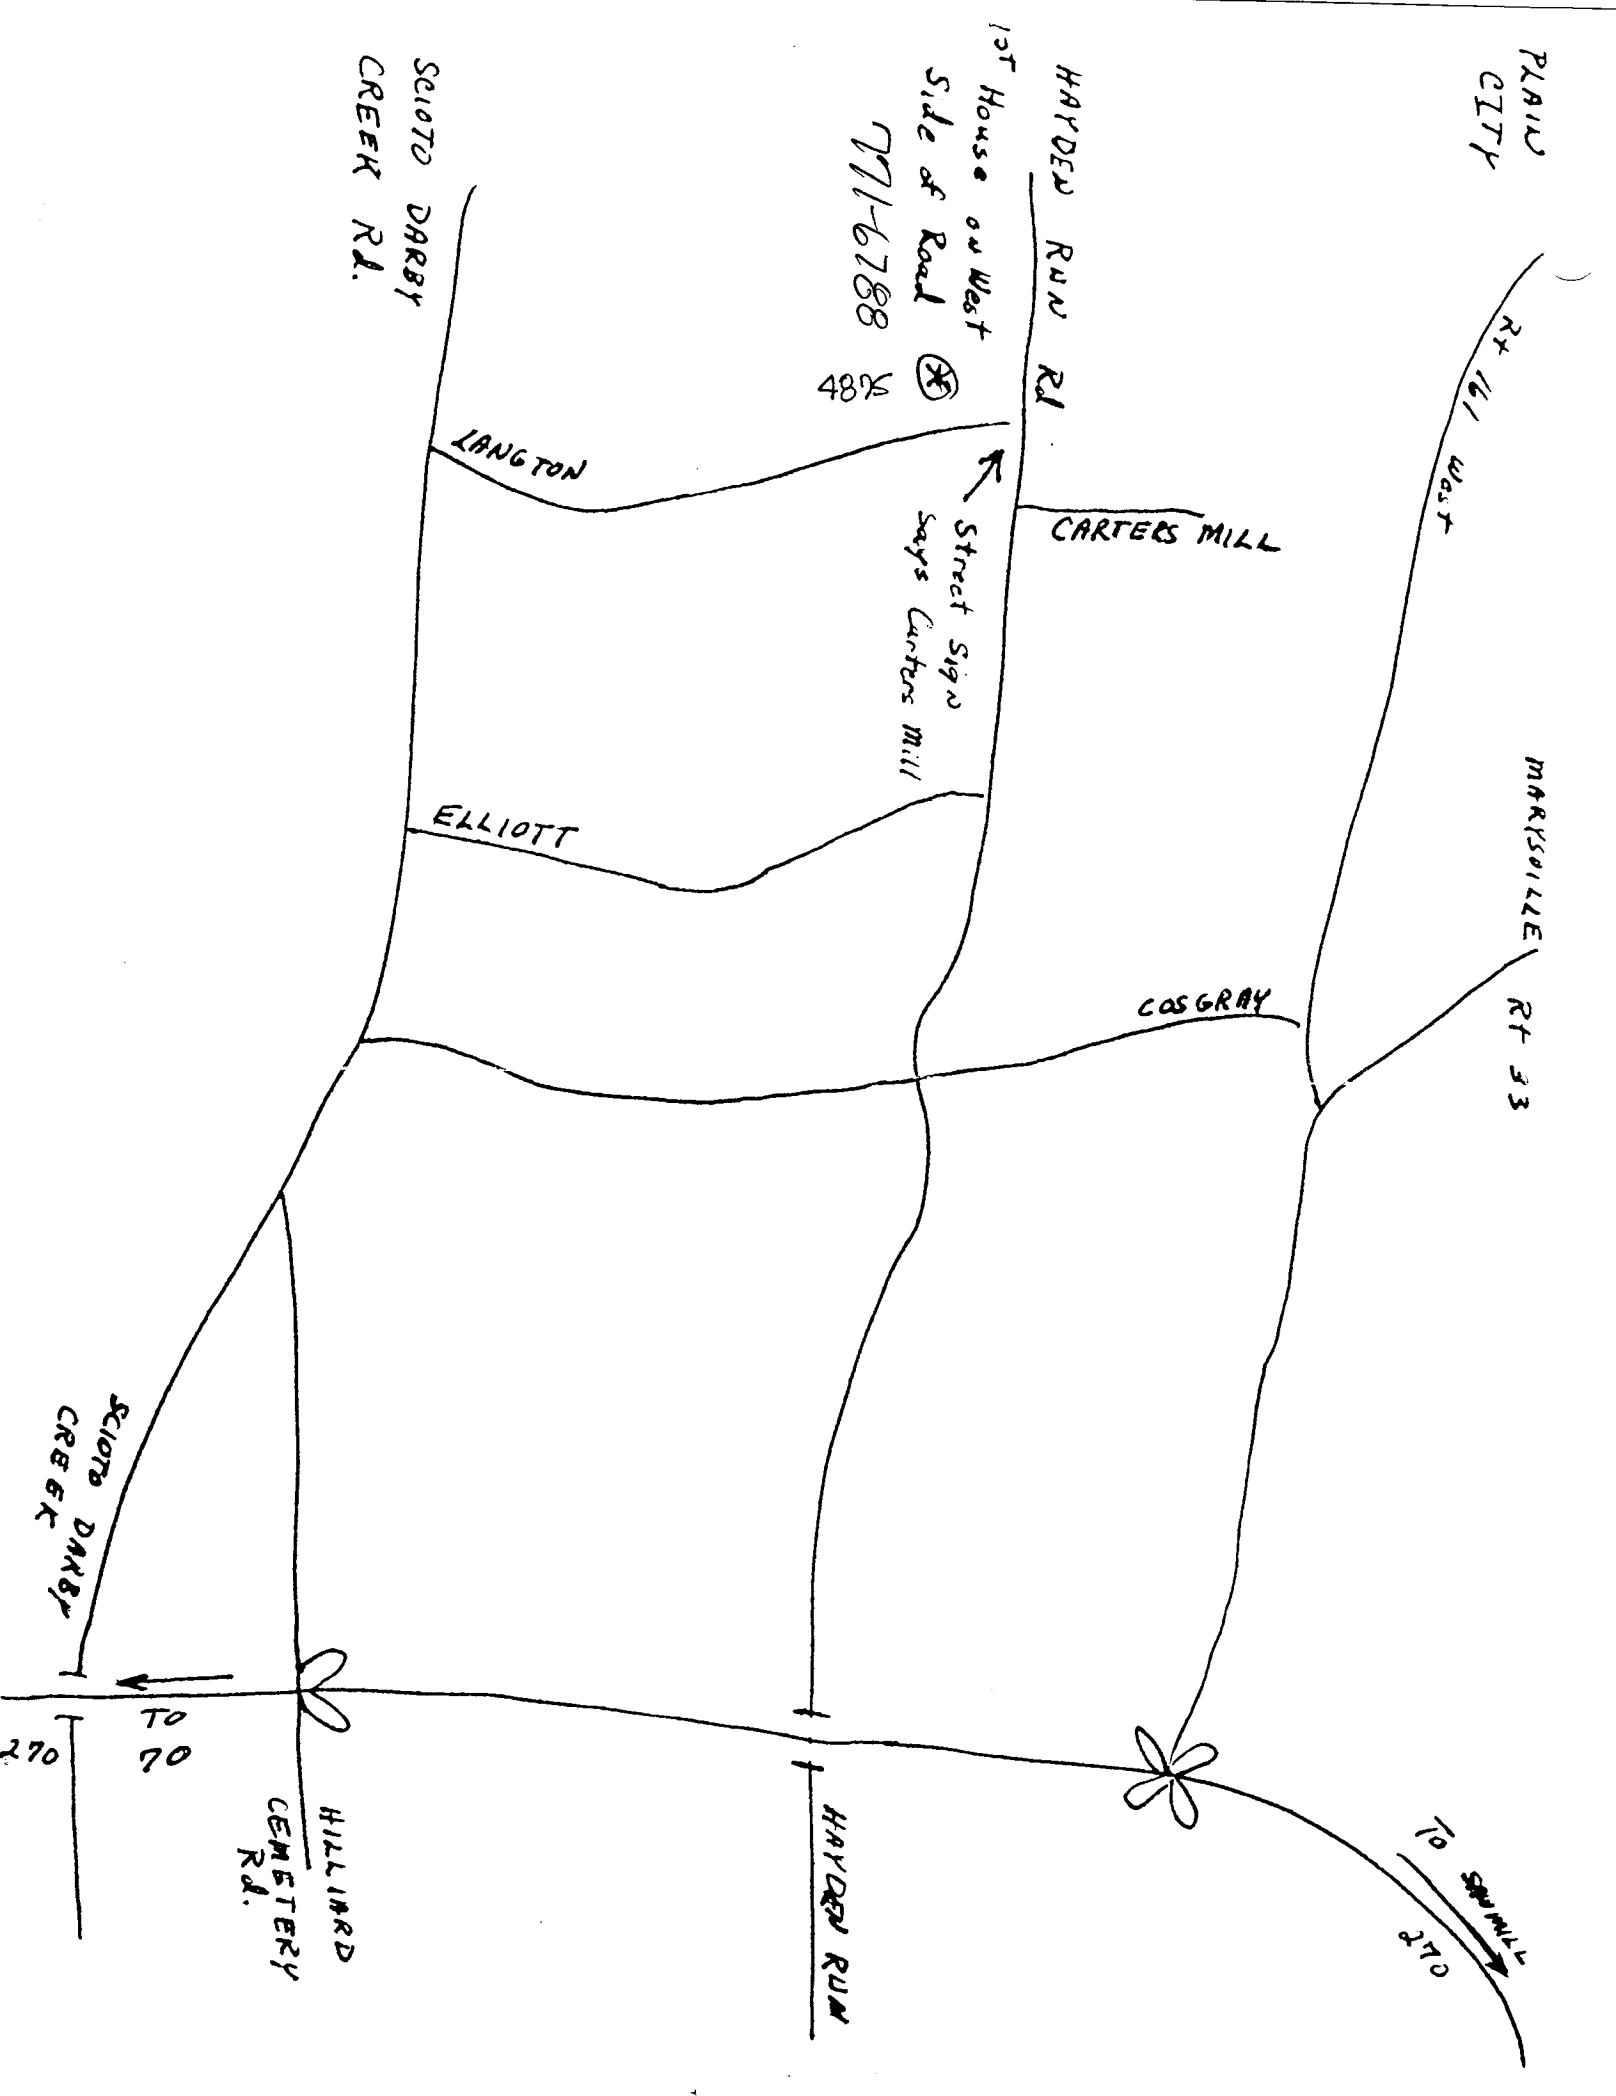 PLAIN
CITY
Rt 161 West
MARYSVILLE Rt 33
HAYDEN RUN Rd
1st House on West
Side of Road *
771-6788
4875
CARTERS MILL
Street Sign
Says Carters Mill
COSGRAY
LANGTON
ELLIOTT
SCIOTO DARBY
CREEK Rd.
TO SAWMILL
270
HAYDEN RUN
HILLIARD
CEMETERY
Rd.
SCIOTO DARBY
CREEK
TO
70
270